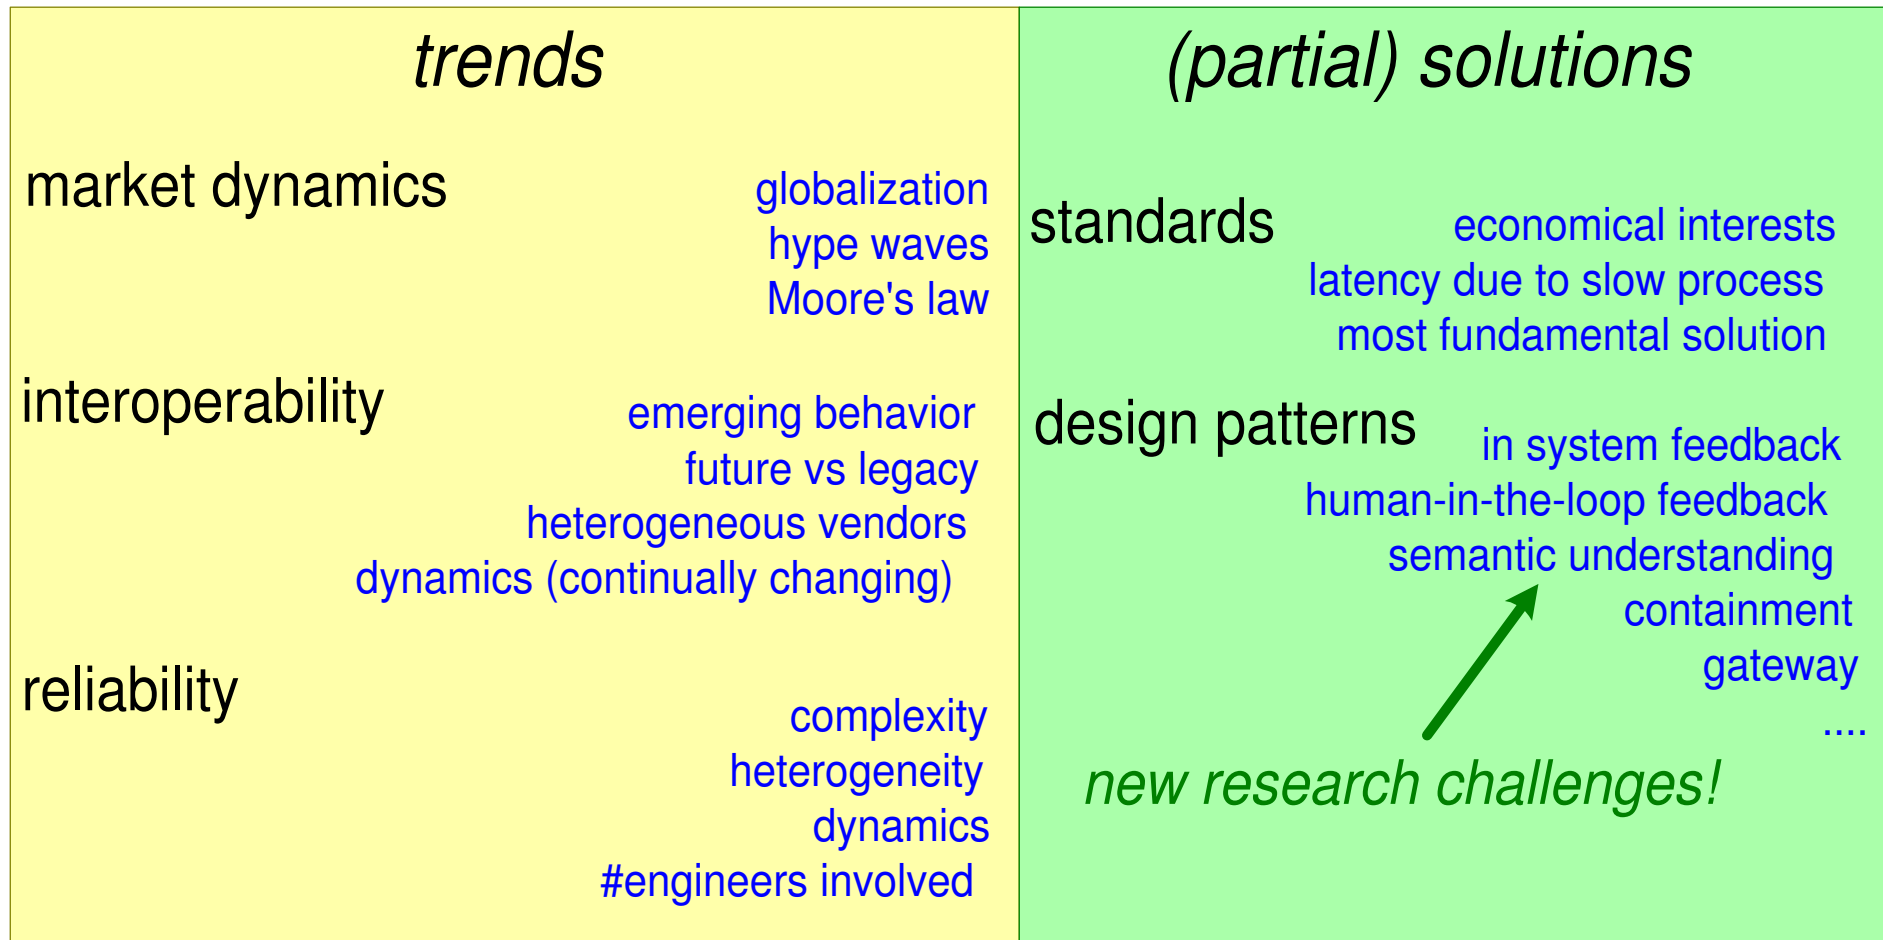 trends
market dynamics
globalization
hype waves
Moore's law
interoperability
emerging behavior
future vs legacy
heterogeneous vendors
dynamics (continually changing)
reliability
complexity
heterogeneity
dynamics
#engineers involved
(partial) solutions
standards
economical interests
latency due to slow process
most fundamental solution
design patterns
in system feedback
human-in-the-loop feedback
semantic understanding
containment
gateway
....
new research challenges!